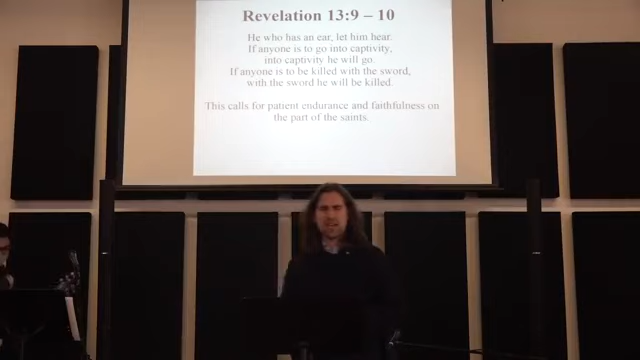 Revelation 13:9 – 10
He who has an ear, let him hear.
If anyone is to go into captivity,
into captivity he will go.
If anyone is to be killed with the sword,
with the sword he will be killed.
This calls for patient endurance and faithfulness on
the part of the saints.